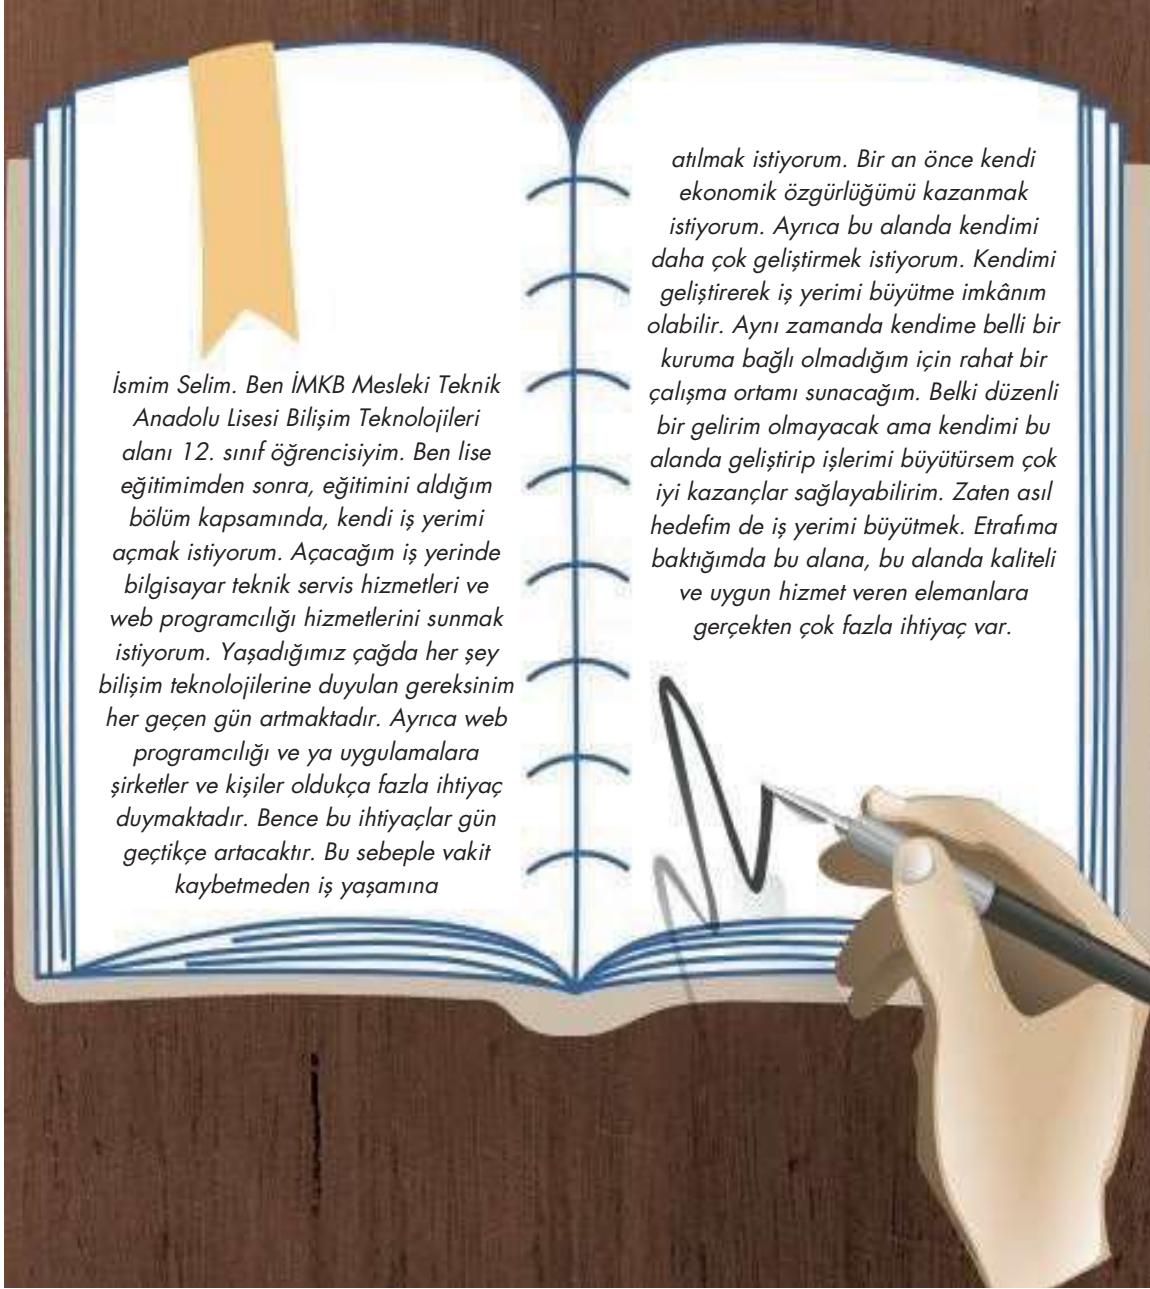 İsmim Selim. Ben İMKB Mesleki Teknik
Anadolu Lisesi Bilişim Teknolojileri
alanı 12. sınıf öğrencisiyim. Ben lise
eğitimimden sonra, eğitimini aldığım
bölüm kapsamında, kendi iş yerimi
açmak istiyorum. Açacağım iş yerinde
bilgisayar teknik servis hizmetleri ve
web programcılığı hizmetlerini sunmak
istiyorum. Yaşadığımız çağda her şey
bilişim teknolojilerine duyulan gereksinim
her geçen gün artmaktadır. Ayrıca web
programcılığı ve ya uygulamalara
şirketler ve kişiler oldukça fazla ihtiyaç
duymaktadır. Bence bu ihtiyaçlar gün
geçtikçe artacaktır. Bu sebeple vakit
kaybetmeden iş yaşamına
atılmak istiyorum. Bir an önce kendi
ekonomik özgürlüğümü kazanmak
istiyorum. Ayrıca bu alanda kendimi
daha çok geliştirmek istiyorum. Kendimi
geliştirerek iş yerimi büyütme imkânım
olabilir. Aynı zamanda kendime belli bir
kuruma bağlı olmadığım için rahat bir
çalışma ortamı sunacağım. Belki düzenli
bir gelirim olmayacak ama kendimi bu
alanda geliştirip işlerimi büyütürsem çok
iyi kazançlar sağlayabilirim. Zaten asıl
hedefim de iş yerimi büyütmek. Etrafıma
baktığımda bu alana, bu alanda kaliteli
ve uygun hizmet veren elemanlara
gerçekten çok fazla ihtiyaç var.